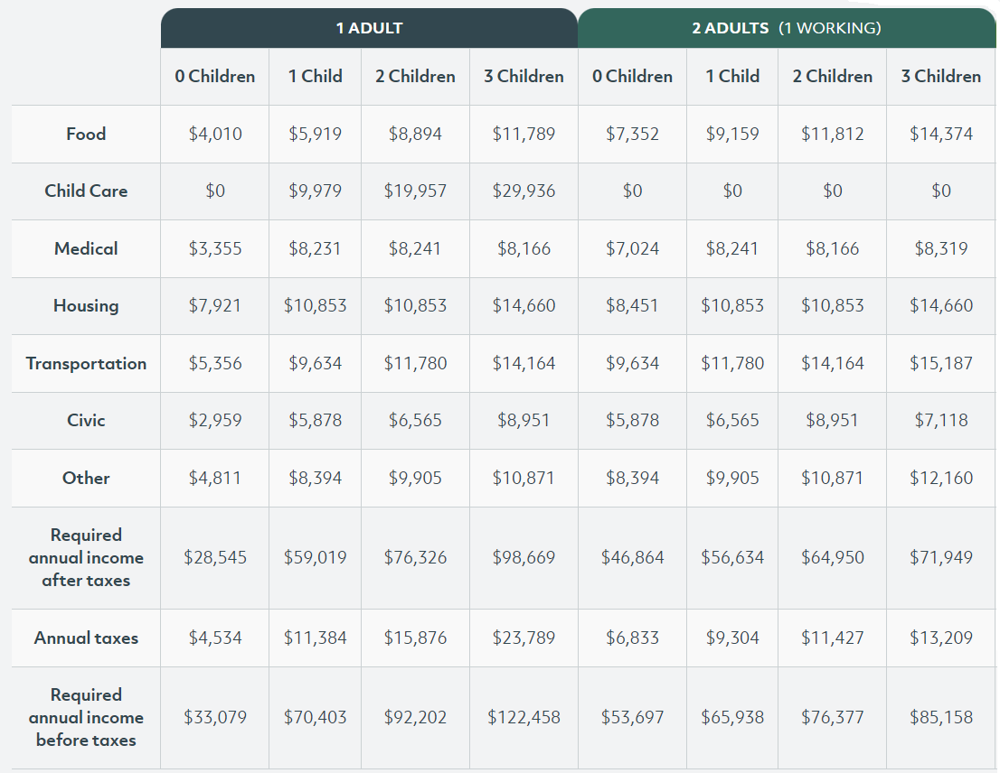 1 ADULT 2 ADULTS (1 WORKING)
0 Children 1 Child 2 Children 3 Children 0 Children 1 Child 2 Children 3 Children
Food $4,010 $5,919 $8,894 $11,789 $7,352 $9,159 $11,812 $14,374
Child Care $0 $9,979 $19,957 $29,936 $0 $0 $0 $0
Medical $3,355 $8,231 $8,241 $8,166 $7,024 $8,241 $8,166 $8,319
Housing $7,921 $10,853 $10,853 $14,660 $8,451 $10,853 $10,853 $14,660
Transportation $5,356 $9,634 $11,780 $14,164 $9,634 $11,780 $14,164 $15,187
Civic $2,959 $5,878 $6,565 $8,951 $5,878 $6,565 $8,951 $7,118
Other $4,811 $8,394 $9,905 $10,871 $8,394 $9,905 $10,871 $12,160
Required
annual income
after taxes
$28,545 $59,019 $76,326 $98,669 $46,864 $56,634 $64,950 $71,949
Annual taxes $4,534 $11,384 $15,876 $23,789 $6,833 $9,304 $11,427 $13,209
Required
annual income
before taxes
$33,079 $70,403 $92,202 $122,458 $53,697 $65,938 $76,377 $85,158